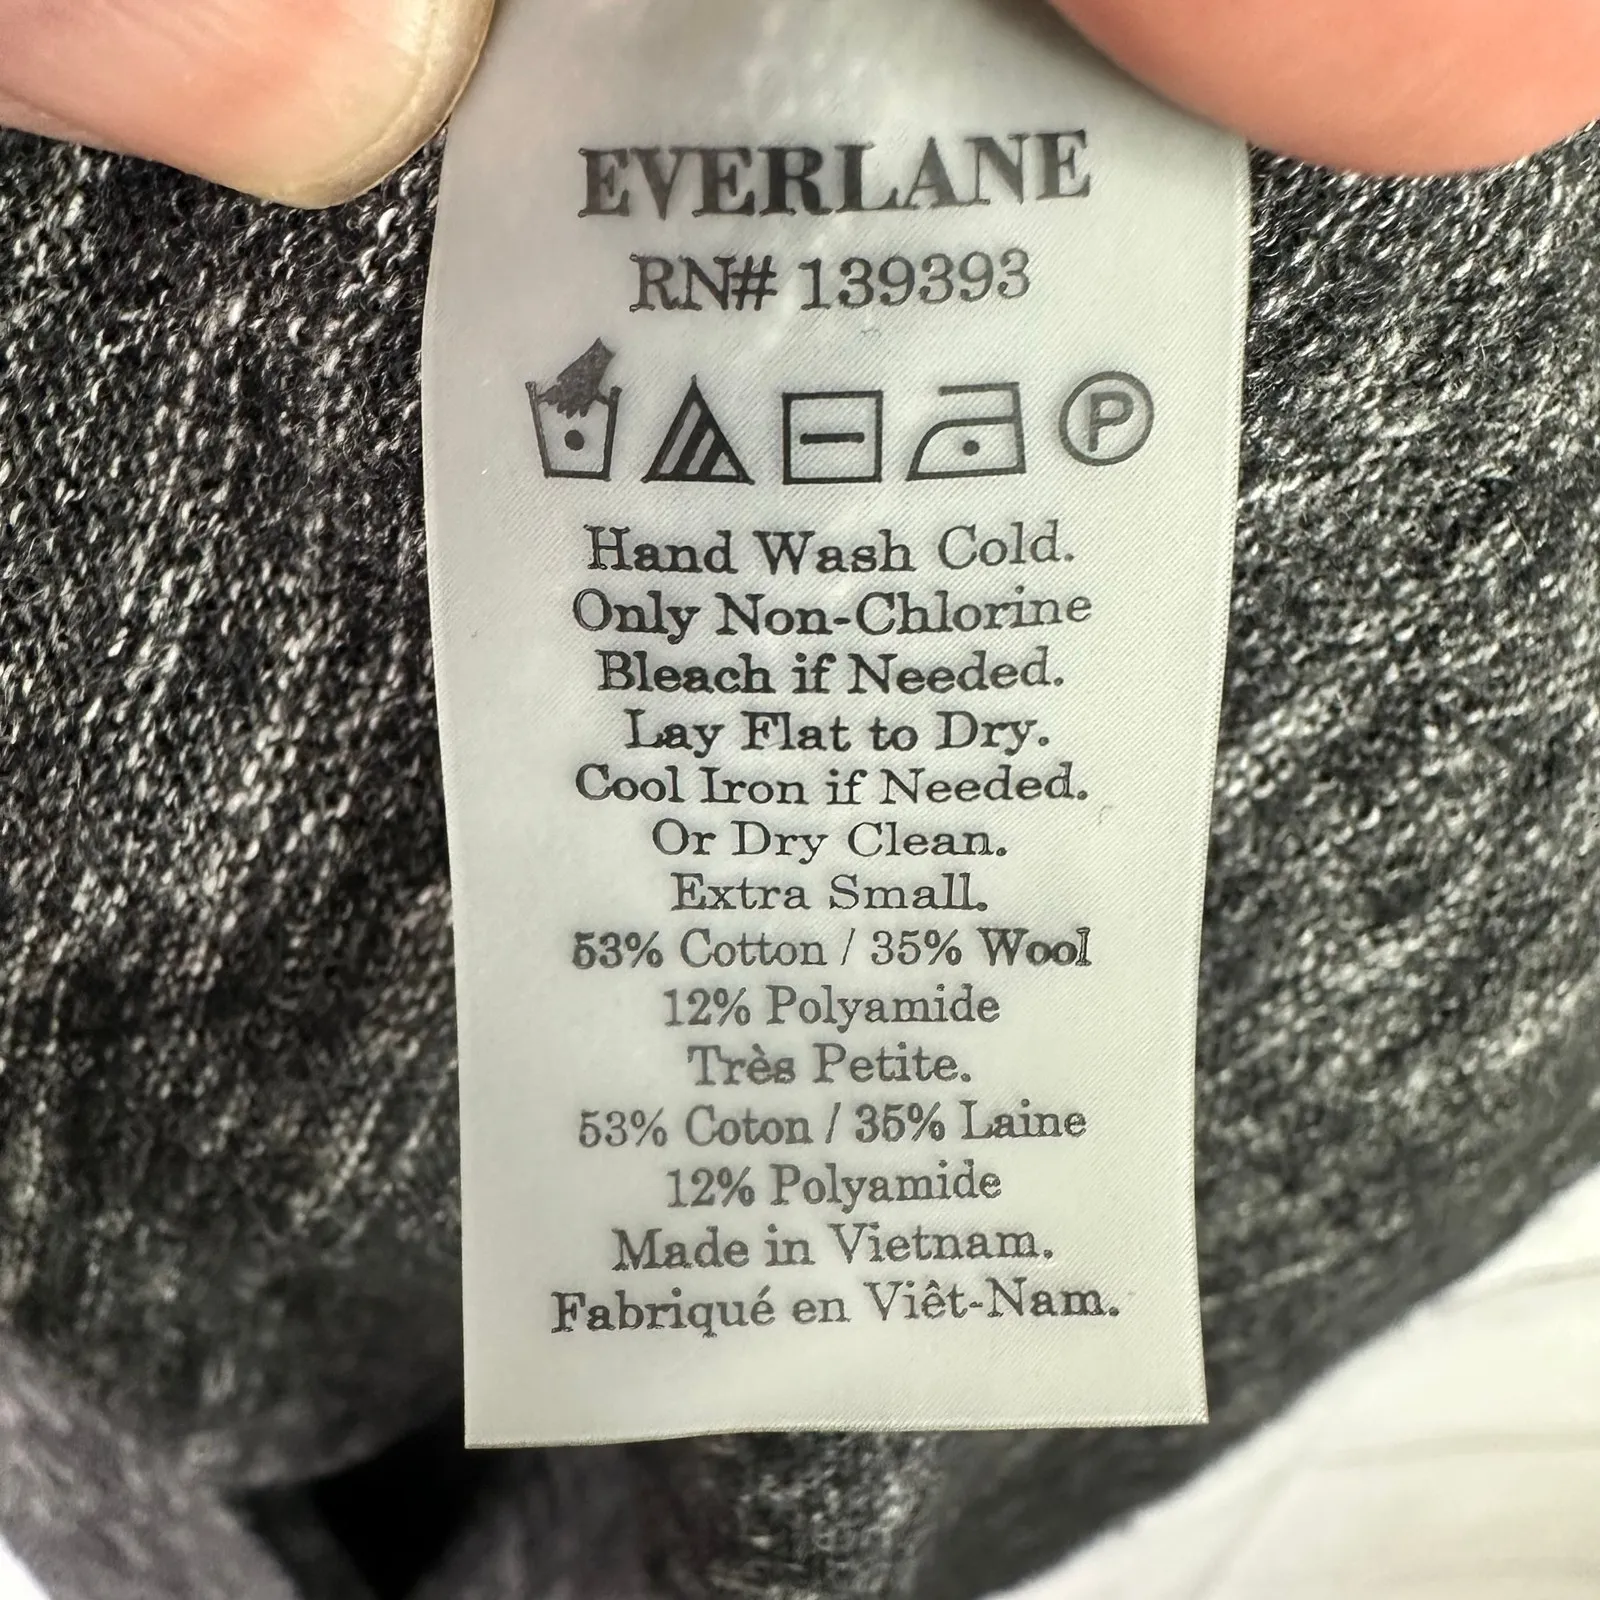 EVERLANE
RN# 139393
P
Hand Wash Cold.
Only Non-Chlorine
Bleach if Needed.
Lay Flat to Dry.
Cool Iron if Needed.
Or Dry Clean.
Extra Small.
53% Cotton / 35% Wool
12% Polyamide
Très Petite.
53% Coton / 35% Laine
12% Polyamide
Made in Vietnam.
Fabriqué en Viêt-Nam.